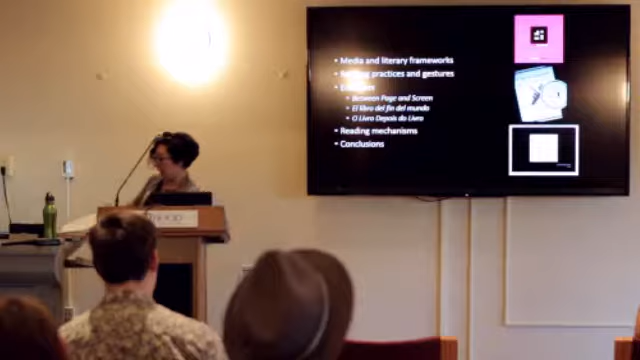 • Media and literary frameworks
• practices and gestures
• Between Page and Screen
• El libro del fin del mundo
• O Livro Depois do Livro
• Reading mechanisms
• Conclusions